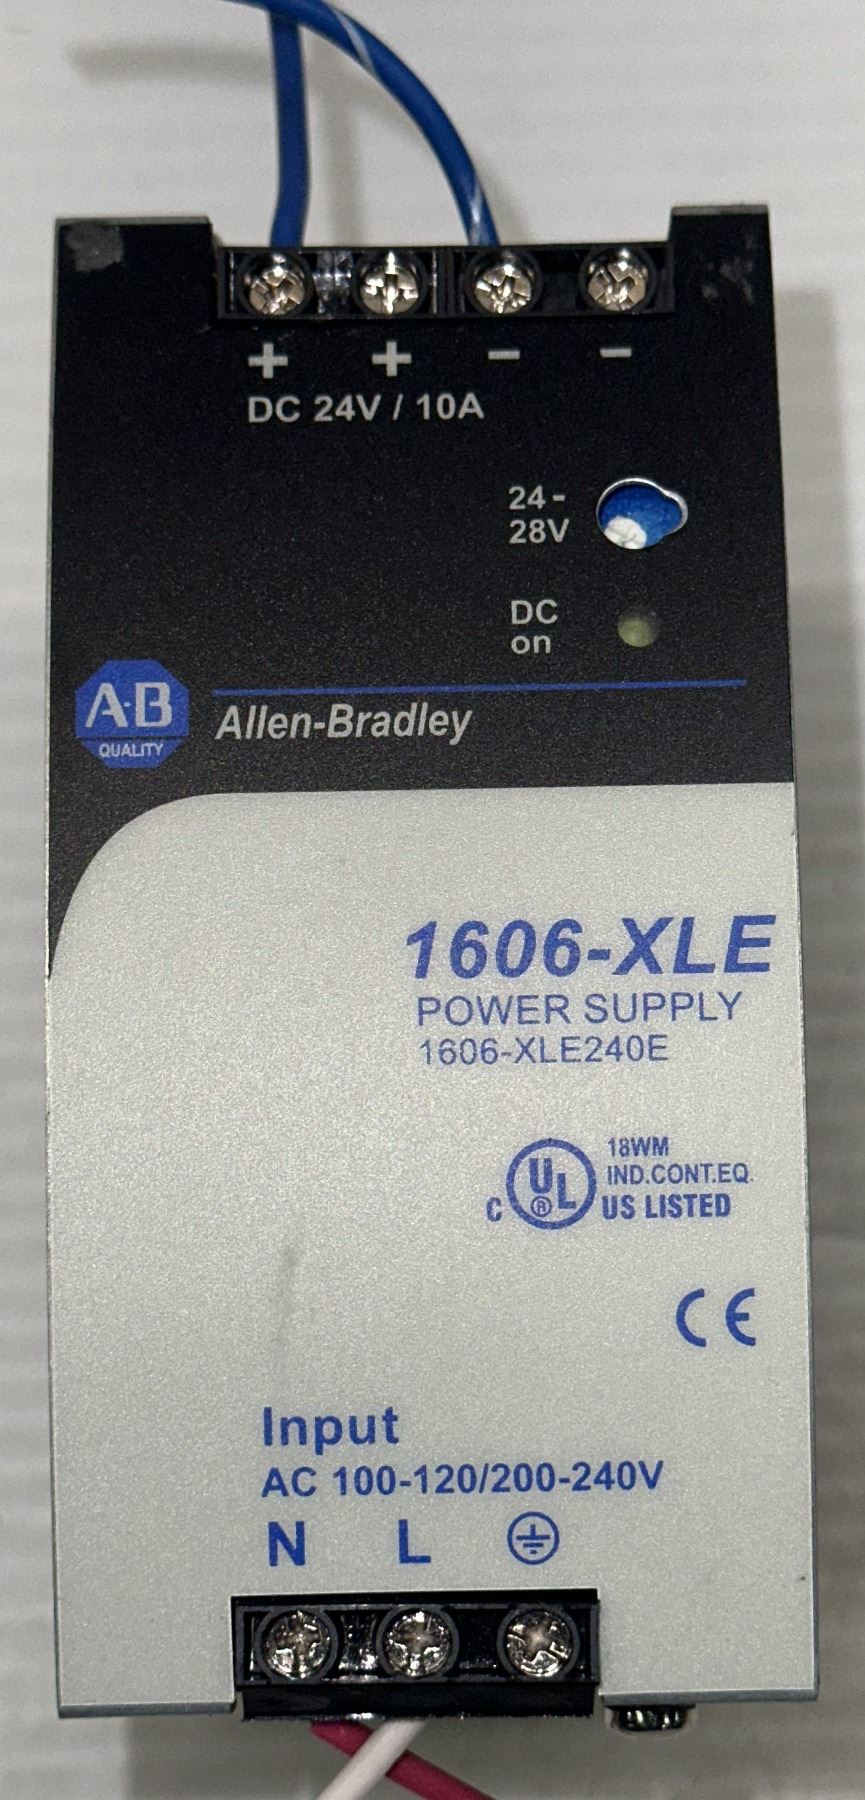 + + - -
DC 24V / 10A
24-
28V
DC
on
A·B
QUALITY
Allen-Bradley
1606-XLE
POWER SUPPLY
1606-XLE240E
C UL ® US LISTED
18WM
IND.CONT.EQ.
CE
Input
AC 100-120/200-240V
N L